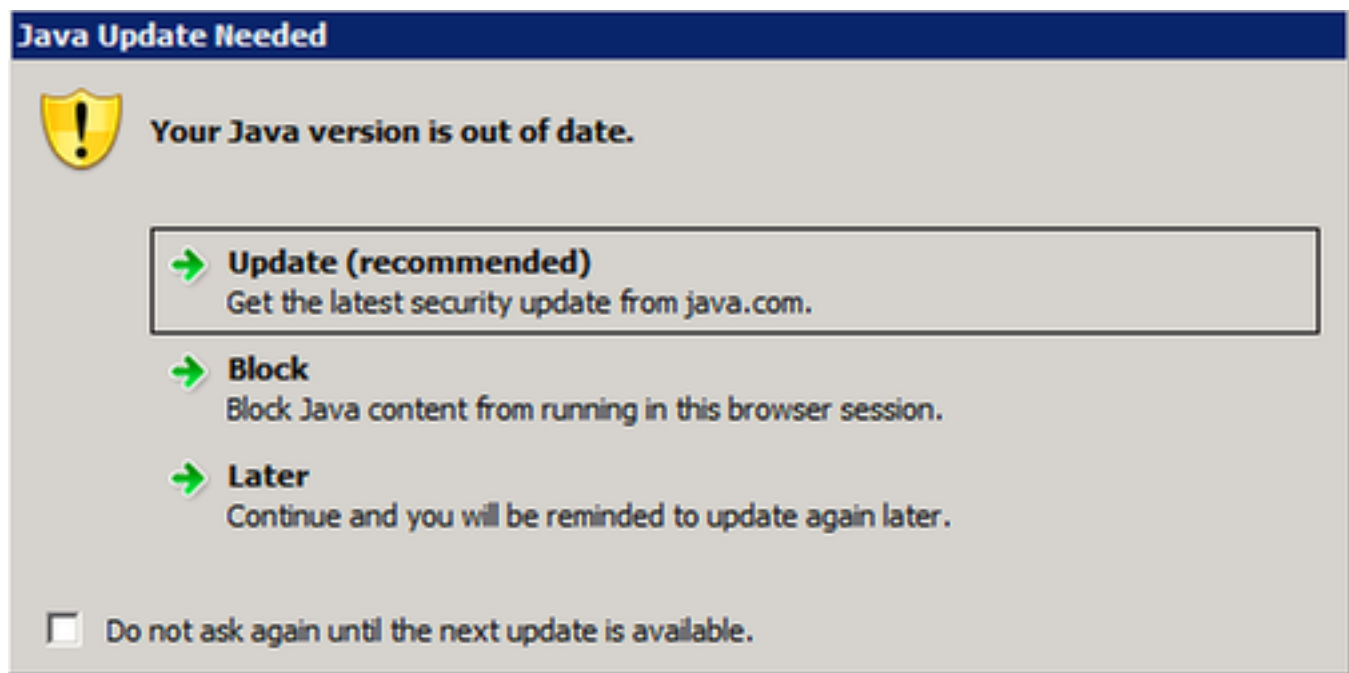 Java Update Needed
Your Java version is out of date.
Update (recommended)
Get the latest security update from java.com.
Block
Block Java content from running in this browser session.
Later
Continue and you will be reminded to update again later.
Do not ask again until the next update is available.